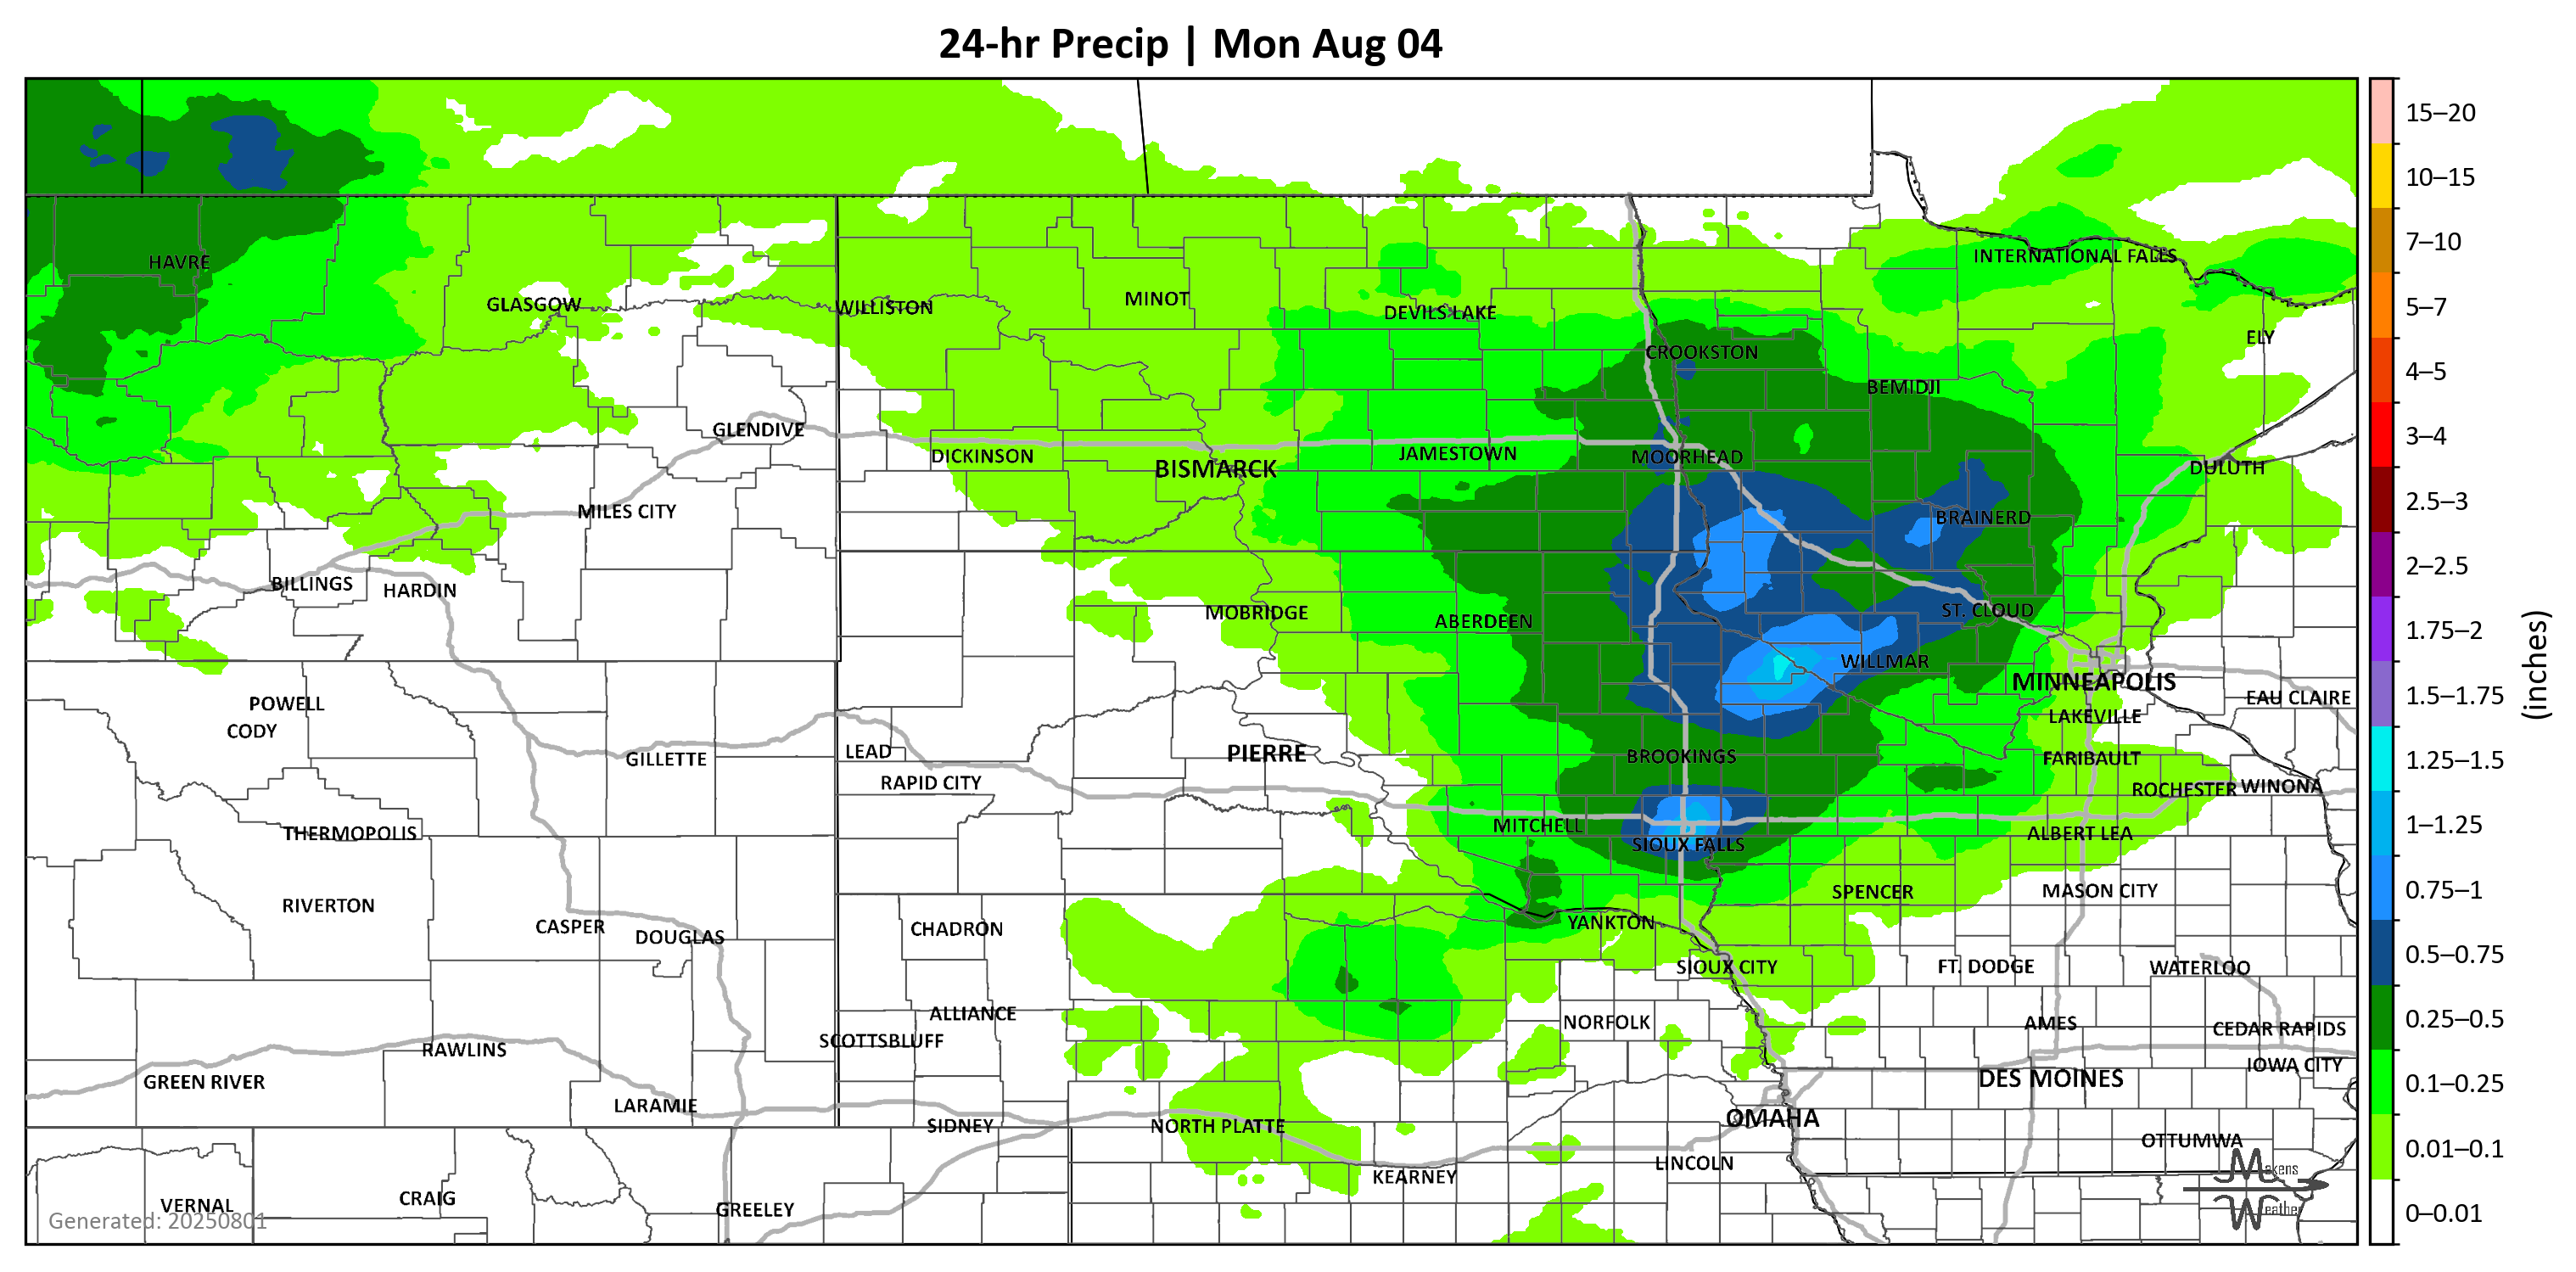 24-hr Precip | Mon Aug 04
15–20
10–15
HAVRE
INTERNATIONAL FALLS
7–10
GLASGOW
WILLISTON
MINOT
DEVILS LAKE
5–7
ELY
CROOKSTON
BEMIDJI
4–5
GLENDIVE
3–4
DICKINSON
BISMARCK
JAMESTOWN
MOORHEAD
DULUTH
MILES CITY
BRAINERD
2.5–3
BILLINGS
HARDIN
2–2.5
MOBRIDGE
ABERDEEN
ST. CLOUD
1.75–2
WILLMAR
(inches)
MINNEAPOLIS
EAU CLAIRE
1.5–1.75
POWELL
CODY
LAKEVILLE
GILLETTE
LEAD
PIERRE
BROOKINGS
FARIBAULT
1.25–1.5
RAPID CITY
ROCHESTER
WINONA
THERMOPOLIS
MITCHELL
SIOUX FALLS
ALBERT LEA
1–1.25
RIVERTON
SPENCER
MASON CITY
0.75–1
CASPER
DOUGLAS
CHADRON
YANKTON
SIOUX CITY
FT. DODGE
WATERLOO
0.5–0.75
ALLIANCE
NORFOLK
AMES
CEDAR RAPIDS
0.25–0.5
SCOTTSBLUFF
RAWLINS
IOWA CITY
GREEN RIVER
DES MOINES
0.1–0.25
LARAMIE
SIDNEY
NORTH PLATTE
OMAHA
OTTUMWA
0.01–0.1
KEARNEY
LINCOLN
Makens
Weather
VERNAL
CRAIG
GREELEY
Generated: 20250801
0–0.01